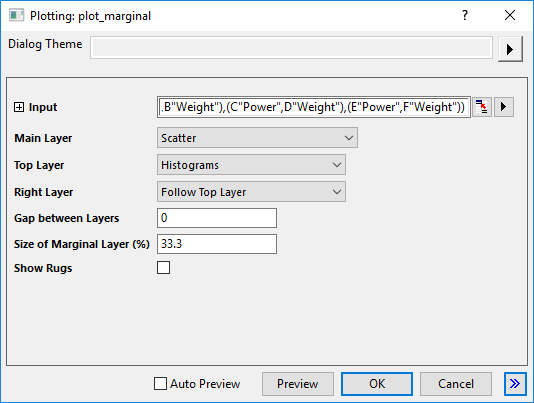 Plotting: plot_marginal
Dialog Theme
Input .B"Weight"),(C"Power",D"Weight"),(E"Power",F"Weight"))
Main Layer Scatter
Top Layer Histograms
Right Layer Follow Top Layer
Gap between Layers 0
Size of Marginal Layer (%) 33.3
Show Rugs
Auto Preview Preview OK Cancel